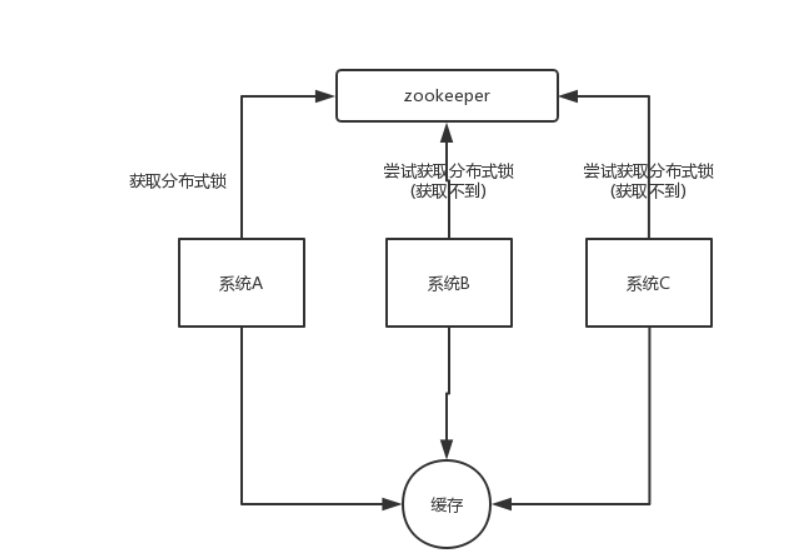 zookeeper
获取分布式锁
尝试获取分布式锁
(获取不到)
尝试获取分布式锁
(获取不到)
系统A
系统B
系统C
缓存